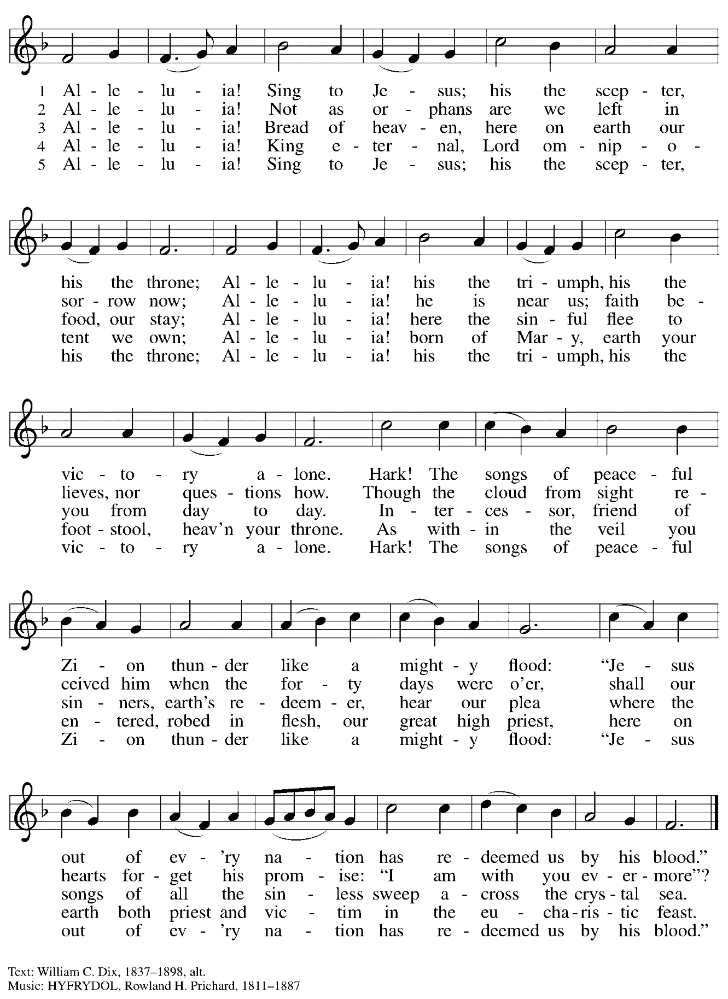 1 Al - le - lu - ia! Sing to Je - sus; his the scep - ter,
2 Al - le - lu - ia! Not as or - phans are we left in
3 Al - le - lu - ia! Bread of heav - en, here on earth our
4 Al - le - lu - ia! King e - ter - nal, Lord om - nip - o -
5 Al - le - lu - ia! Sing to Je - sus; his the scep - ter,
his the throne; Al - le - lu - ia! his the tri - umph, his the
sor - row now; Al - le - lu - ia! he is near us; faith be -
food, our stay; Al - le - lu - ia! here the sin - ful flee to
tent we own; Al - le - lu - ia! born of Mar - y, earth your
his the throne; Al - le - lu - ia! his the tri - umph, his the
vic - to - ry a - lone. Hark! The songs of peace - ful
lieves, nor ques - tions how. Though the cloud from sight re -
you from day to day. In - ter - ces - sor, friend of
foot - stool, heav'n your throne. As with - in the veil you
vic - to - ry a - lone. Hark! The songs of peace - ful
Zi - on thun - der like a might - y flood: “Je - sus
ceived him when the for - ty days were o'er, shall our
sin - ners, earth's re - deem - er, hear our plea where the
en - tered, robed in flesh, our great high priest, here on
Zi - on thun - der like a might - y flood: “Je - sus
out of ev - 'ry na - tion has re - deemed us by his blood.”
hearts for - get his prom - ise: “I am with you ev - er - more”?
songs of all the sin - less sweep a - cross the crys - tal sea.
earth both priest and vic - tim in the eu - cha - ris - tic feast.
out of ev - 'ry na - tion has re - deemed us by his blood.”
Text: William C. Dix, 1837–1898, alt.
Music: HYFRYDOL, Rowland H. Prichard, 1811–1887